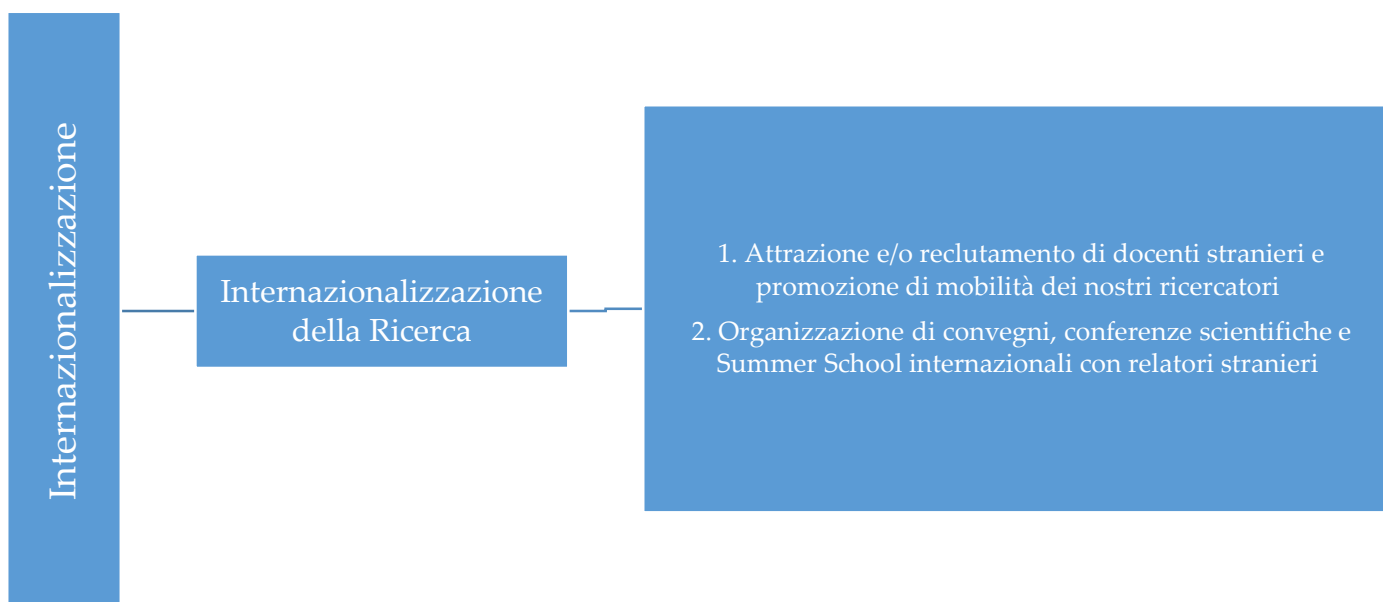 Internazionalizzazione
Internazionalizzazione
della Ricerca
1. Attrazione e/o reclutamento di docenti stranieri e
promozione di mobilità dei nostri ricercatori
2. Organizzazione di convegni, conferenze scientifiche e
Summer School internazionali con relatori stranieri